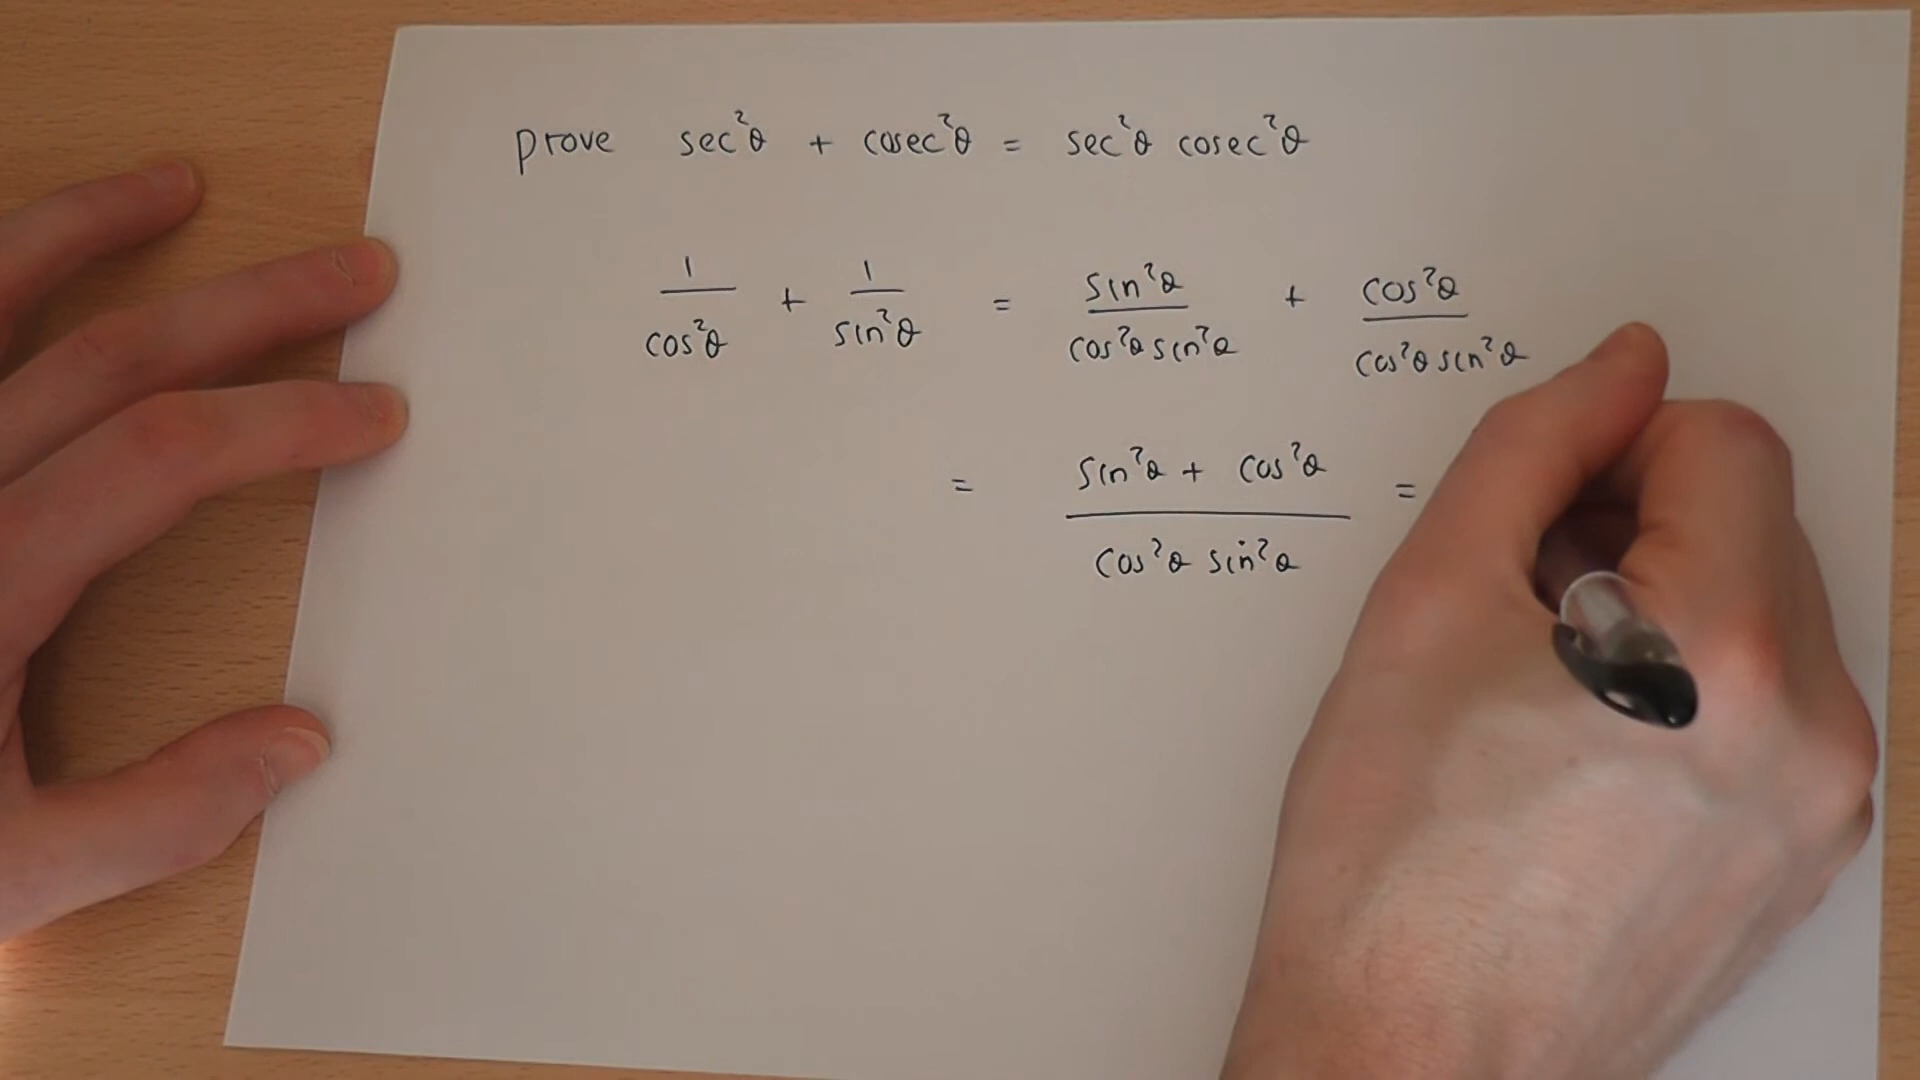 prove sec²θ + cosec²θ = sec²θ cosec²θ
1/cos²θ + 1/sin²θ = sin²θ/cos²θ sin²θ + cos²θ/cos²θ sin²θ
= sin²θ + cos²θ/cos²θ sin²θ =